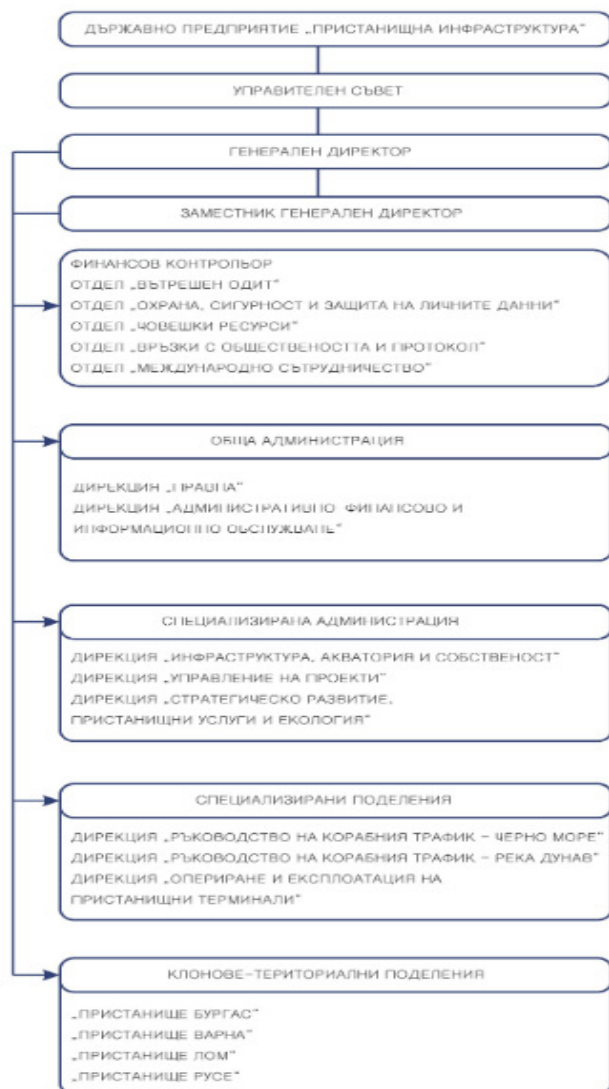 ДЪРЖАВНО ПРЕДПРИЯТИЕ „ПРИСТАНИЩНА ИНФРАСТРУКТУРА“
УПРАВИТЕЛЕН СЪВЕТ
ГЕНЕРАЛЕН ДИРЕКТОР
ЗАМЕСТНИК ГЕНЕРАЛЕН ДИРЕКТОР
ФИНАНСОВ КОНТРОЛЬОР
ОТДЕЛ „ВЪТРЕШЕН ОДИТ“
ОТДЕЛ „ОХРАНА, СИГУРНОСТ И ЗАЩИТА НА ЛИЧНИТЕ ДАННИ“
ОТДЕЛ „ЧОВЕШКИ РЕСУРСИ“
ОТДЕЛ „ВРЪЗКИ С ОБЩЕСТВЕНОСТТА И ПРОТОКОЛ“
ОТДЕЛ „МЕЖДУНАРОДНО СЪТРУДНИЧЕСТВО“
ОБЩА АДМИНИСТРАЦИЯ
ДИРЕКЦИЯ „ПРАВНА“
ДИРЕКЦИЯ „АДМИНИСТРАТИВНО-ФИНАНСОВО И
ИНФОРМАЦИОННО ОБСЛУЖВАНЕ“
СПЕЦИАЛИЗИРАНА АДМИНИСТРАЦИЯ
ДИРЕКЦИЯ „ИНФРАСТРУКТУРА, АКВАТОРИЯ И СОБСТВЕНОСТ“
ДИРЕКЦИЯ „УПРАВЛЕНИЕ НА ПРОЕКТИ“
ДИРЕКЦИЯ „СТРАТЕГИЧЕСКО РАЗВИТИЕ,
ПРИСТАНИЩНИ УСЛУГИ И ЕКОЛОГИЯ“
СПЕЦИАЛИЗИРАНИ ПОДЕЛЕНИЯ
ДИРЕКЦИЯ „РЪКОВОДСТВО НА КОРАБНИЯ ТРАФИК – ЧЕРНО МОРЕ“
ДИРЕКЦИЯ „РЪКОВОДСТВО НА КОРАБНИЯ ТРАФИК – РЕКА ДУНАВ“
ДИРЕКЦИЯ „ОПЕРИРАНЕ И ЕКСПЛОАТАЦИЯ НА
ПРИСТАНИЩНИ ТЕРМИНАЛИ“
КЛОНОВЕ-ТЕРИТОРИАЛНИ ПОДЕЛЕНИЯ
„ПРИСТАНИЩЕ БУРГАС“
„ПРИСТАНИЩЕ ВАРНА“
„ПРИСТАНИЩЕ ЛОМ“
„ПРИСТАНИЩЕ РУСЕ“